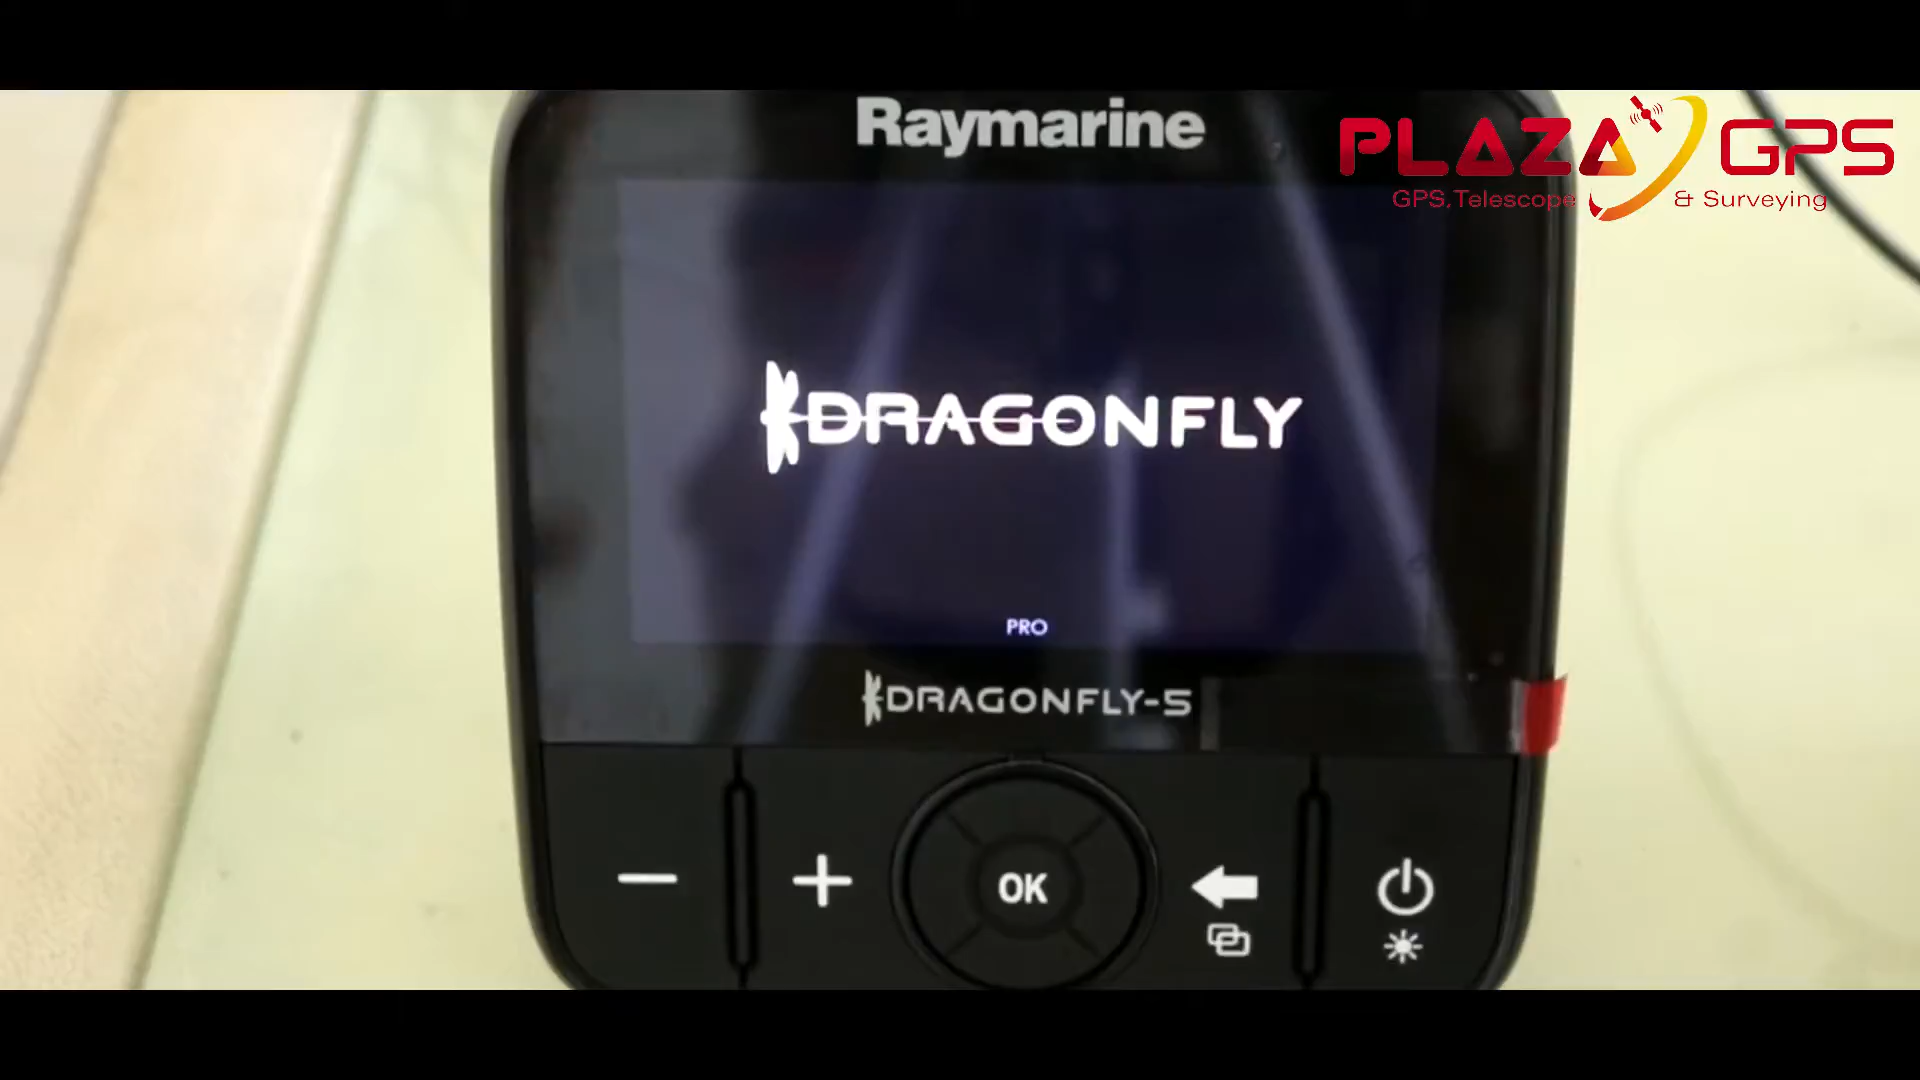 Raymarine
PLAZA GPS
GPS,Telescope & Surveying
DRAGONFLY
PRO
DRAGONFLY-5
OK